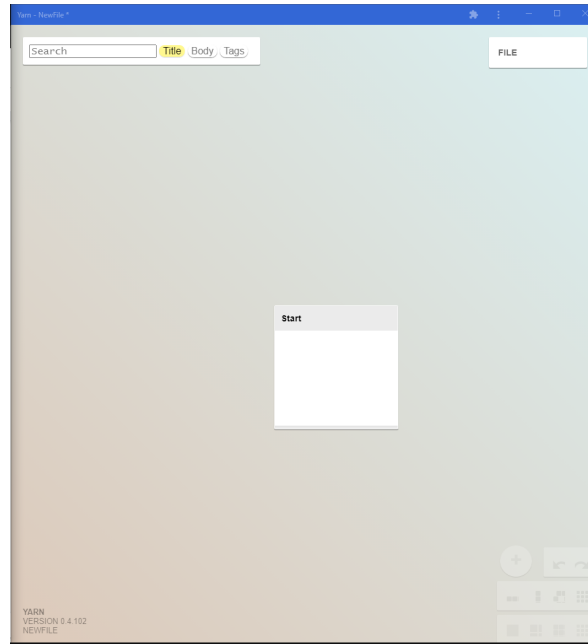 Yarn - NewFile *
Search Title Body Tags
FILE
Start
YARN
VERSION 0.4.102
NEWFILE